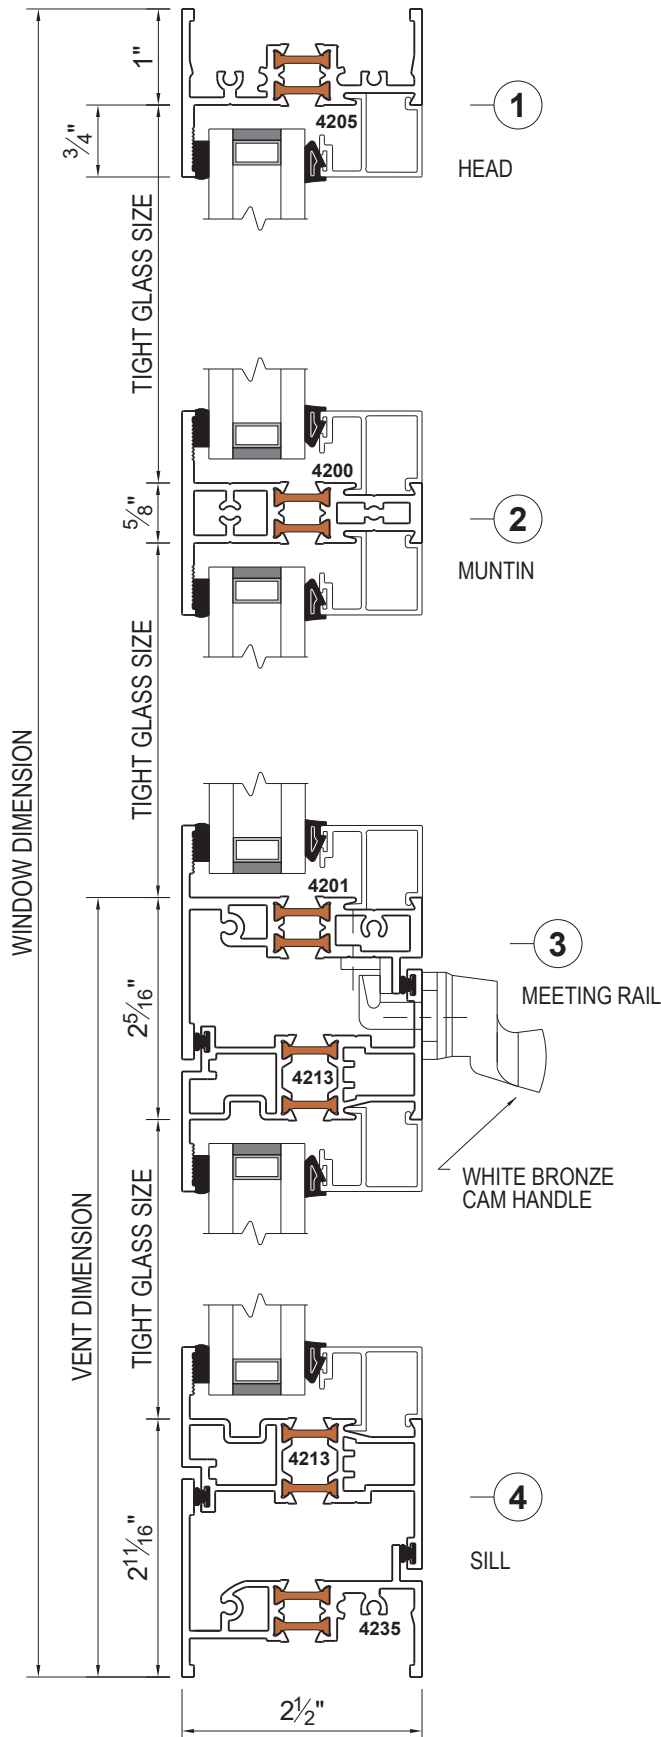 1"
4205
1
3/4"
HEAD
TIGHT GLASS SIZE
4200
5/8"
2
MUNTIN
TIGHT GLASS SIZE
WINDOW DIMENSION
4201
3
MEETING RAIL
2 5/16"
4213
WHITE BRONZE
CAM HANDLE
TIGHT GLASS SIZE
VENT DIMENSION
4213
4
2 11/16"
SILL
4235
2 1/2"